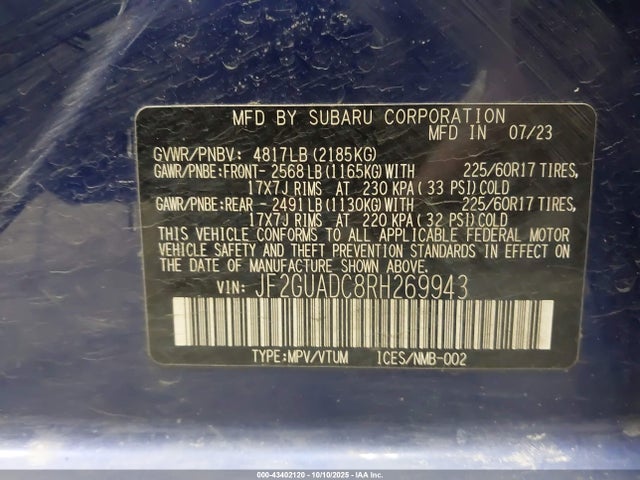 MFD BY SUBARU CORPORATION
MFD IN 07/23
GVWR/PNBV: 4817LB (2185KG)
GAWR/PNBE:FRONT- 2568LB (1165KG)WITH 225/60R17 TIRES,
17X7J RIMS AT 230 KPA (33 PSI) COLD
GAWR/PNBE:REAR - 2491LB (1130KG)WITH 225/60R17 TIRES,
17X7J RIMS AT 220 KPA (32 PSI) COLD
THIS VEHICLE CONFORMS TO ALL APPLICABLE FEDERAL MOTOR
VEHICLE SAFETY AND THEFT PREVENTION STANDARDS IN EFFECT
ON THE DATE OF MANUFACTURE SHOWN ABOVE.
VIN: JF2GUADC8RH269943
TYPE:MPV/VTUM ICES/NMB-002
000-43402120 - 10/10/2025 - IAA Inc.